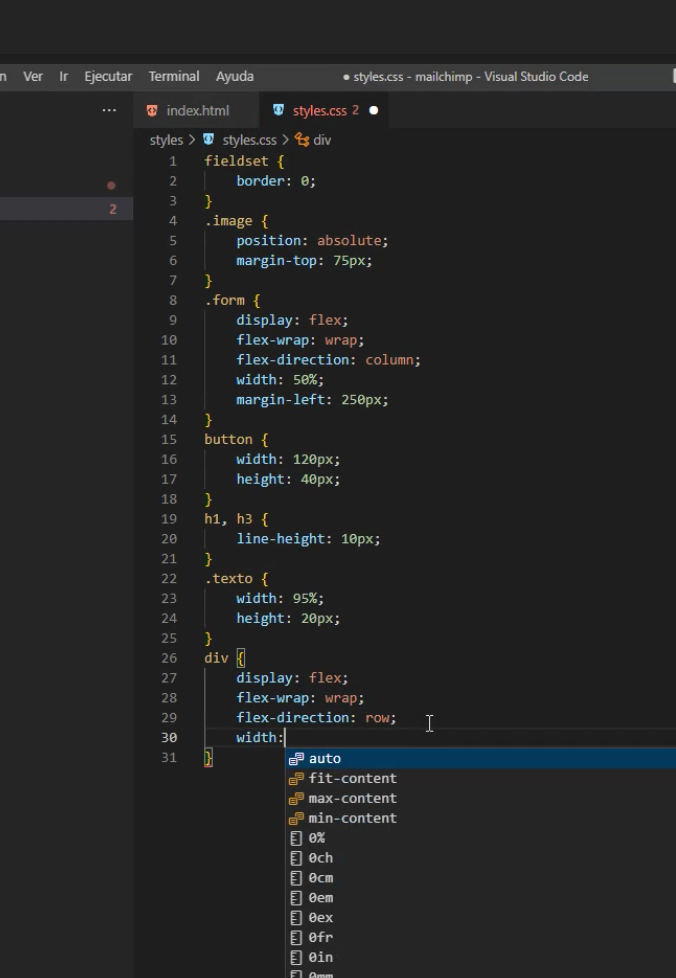 n Ver Ir Ejecutar Terminal Ayuda ● styles.css - mailchimp - Visual Studio Code
... index.html styles.css 2 ●
styles > styles.css > div
2
1 fieldset {
2 border: 0;
3 }
4 .image {
5 position: absolute;
6 margin-top: 75px;
7 }
8 .form {
9 display: flex;
10 flex-wrap: wrap;
11 flex-direction: column;
12 width: 50%;
13 margin-left: 250px;
14 }
15 button {
16 width: 120px;
17 height: 40px;
18 }
19 h1, h3 {
20 line-height: 10px;
21 }
22 .texto {
23 width: 95%;
24 height: 20px;
25 }
26 div {
27 display: flex;
28 flex-wrap: wrap;
29 flex-direction: row;
30 width:
31 }
auto
fit-content
max-content
min-content
0%
0ch
0cm
0em
0ex
0fr
0in
0mm